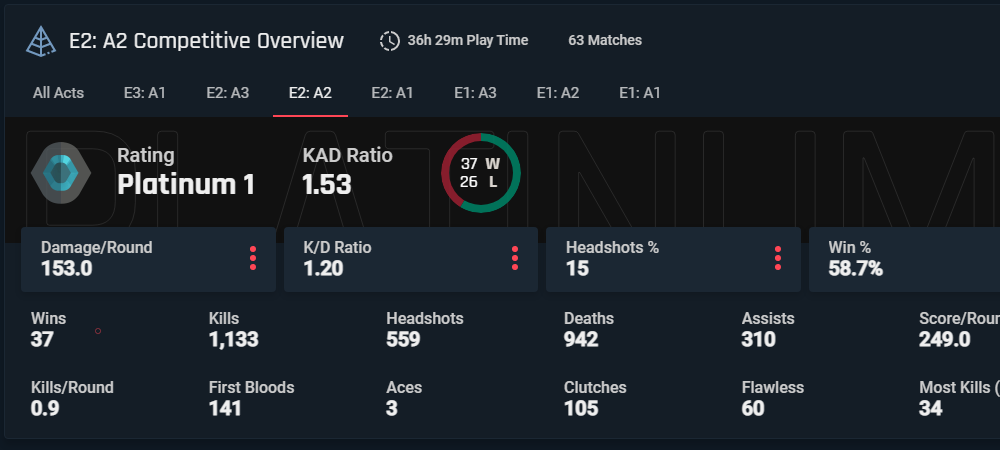 E2: A2 Competitive Overview 36h 29m Play Time 63 Matches
All Acts E3: A1 E2: A3 E2: A2 E2: A1 E1: A3 E1: A2 E1: A1
PLATINUM
Rating KAD Ratio
Platinum 1 1.53
37 W
26 L
Damage/Round K/D Ratio Headshots % Win %
153.0 1.20 15 58.7%
Wins Kills Headshots Deaths Assists Score/Roun
37 1,133 559 942 310 249.0
Kills/Round First Bloods Aces Clutches Flawless Most Kills (
0.9 141 3 105 60 34